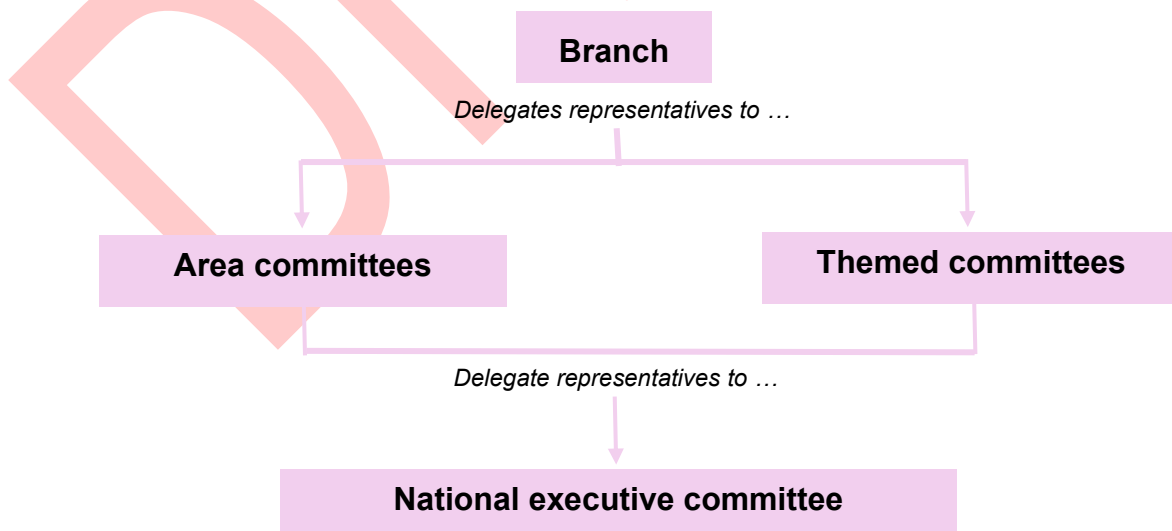 Branch
Delegates representatives to …
Area committees
Themed committees
Delegate representatives to …
National executive committee